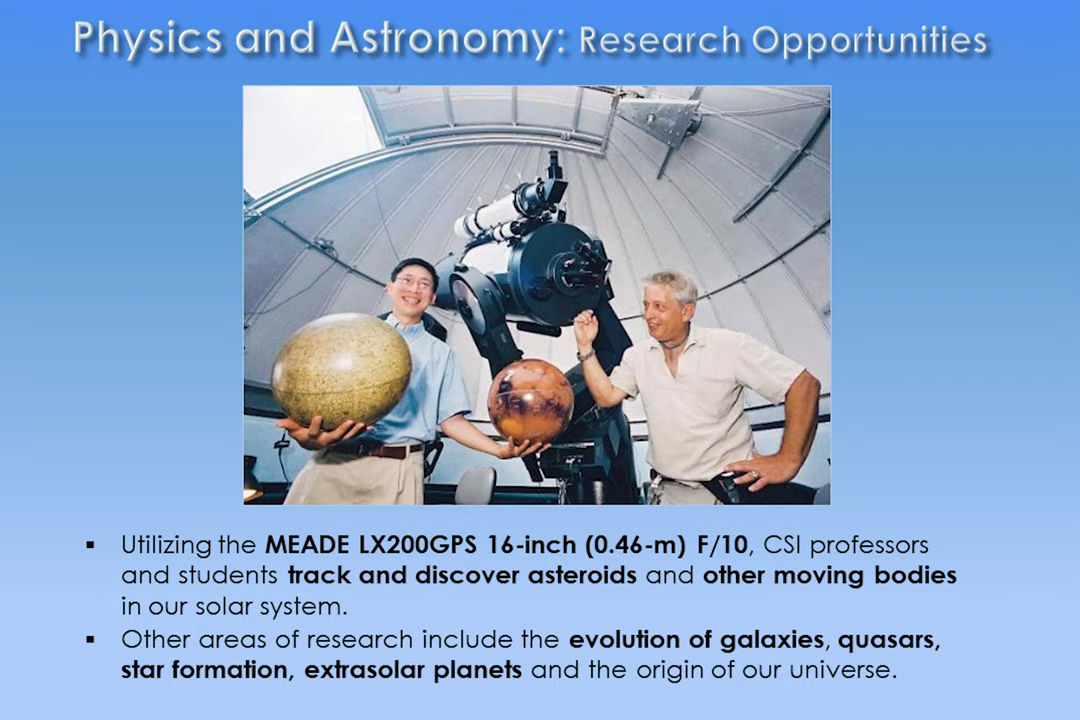 Physics and Astronomy: Research Opportunities
▪ Utilizing the MEADE LX200GPS 16-inch (0.46-m) F/10, CSI professors
and students track and discover asteroids and other moving bodies
in our solar system.
▪ Other areas of research include the evolution of galaxies, quasars,
star formation, extrasolar planets and the origin of our universe.